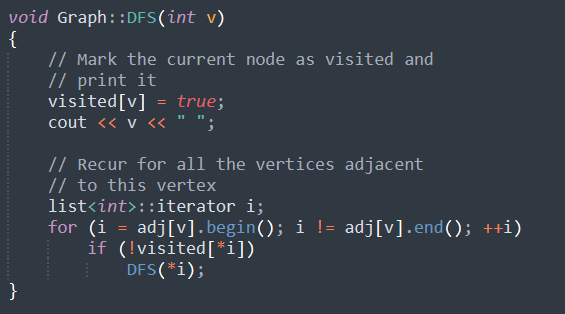 void Graph::DFS(int v)
{
    // Mark the current node as visited and
    // print it
    visited[v] = true;
    cout << v << " ";

    // Recur for all the vertices adjacent
    // to this vertex
    list<int>::iterator i;
    for (i = adj[v].begin(); i != adj[v].end(); ++i)
        if (!visited[*i])
            DFS(*i);
}